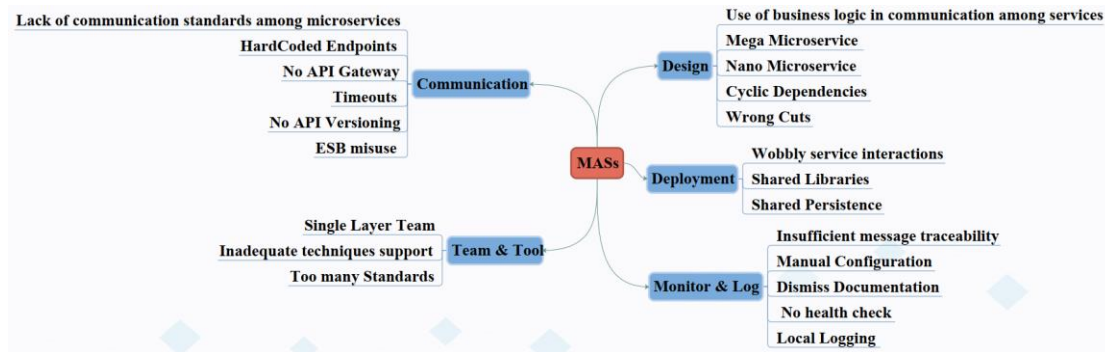 Lack of communication standards among microservices
HardCoded Endpoints
No API Gateway
Timeouts
No API Versioning
ESB misuse
Communication
Single Layer Team
Inadequate techniques support
Too many Standards
Team & Tool
MASs
Design
Use of business logic in communication among services
Mega Microservice
Nano Microservice
Cyclic Dependencies
Wrong Cuts
Deployment
Wobbly service interactions
Shared Libraries
Shared Persistence
Monitor & Log
Insufficient message traceability
Manual Configuration
Dismiss Documentation
No health check
Local Logging